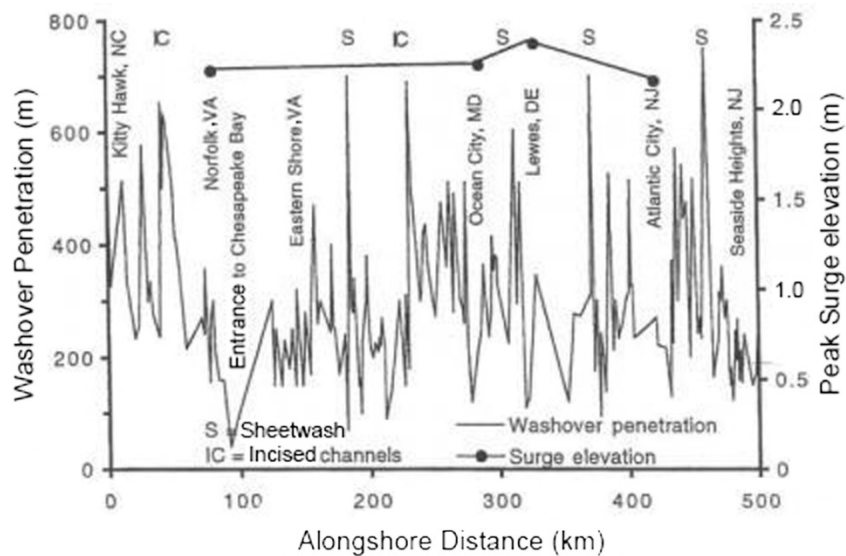 800
600
400
200
0
Washover Penetration (m)
2.5
2.0
1.5
1.0
0.5
0
Peak Surge elevation (m)
IC
S
IC
S
S
S
Kitty Hawk, NC
Norfolk, VA
Entrance to Chesapeake Bay
Eastern Shore, VA
Ocean City, MD
Lewes, DE
Atlantic City, NJ
Seaside Heights, NJ
S = Sheetwash
IC = Incised channels
Washover penetration
Surge elevation
0 100 200 300 400 500
Alongshore Distance (km)